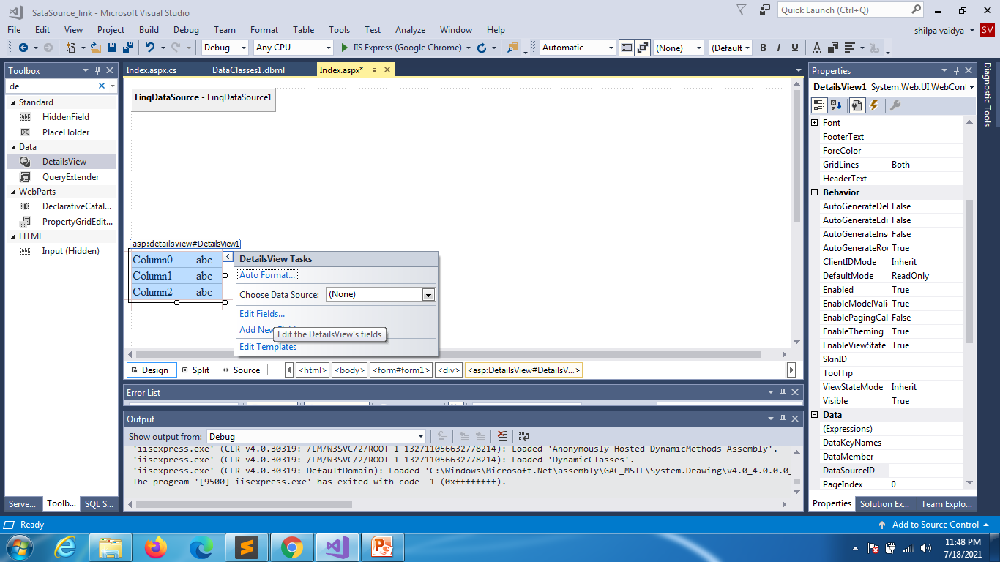 SataSource_link - Microsoft Visual Studio
Quick Launch (Ctrl+Q)
File Edit View Project Build Debug Team Format Table Tools Test Analyze Window Help
shilpa vaidya SV
Debug Any CPU IIS Express (Google Chrome) Automatic (None) (Default B I U A
Toolbox
de
Standard
HiddenField
PlaceHolder
Data
DetailsView
QueryExtender
WebParts
DeclarativeCatal...
PropertyGridEdit...
HTML
Input (Hidden)
Serve... Toolb... SQL S...
Index.aspx.cs DataClasses1.dbml Index.aspx*
LinqDataSource - LinqDataSource1
asp:detailsview#DetailsView1
Column0 abc
Column1 abc
Column2 abc
DetailsView Tasks
Auto Format...
Choose Data Source: (None)
Edit Fields...
Add New
Edit the DetailsView's fields
Edit Templates
Design Split Source <html> <body> <form#form1> <div> <asp:DetailsView#DetailsV...>
Error List
Output
Show output from: Debug
'iisexpress.exe' (CLR v4.0.30319: /LM/W3SVC/2/ROOT-1-132711056632778214): Loaded 'Anonymously Hosted DynamicMethods Assembly'.
'iisexpress.exe' (CLR v4.0.30319: /LM/W3SVC/2/ROOT-1-132711056632778214): Loaded 'DynamicClasses'.
'iisexpress.exe' (CLR v4.0.30319: DefaultDomain): Loaded 'C:\Windows\Microsoft.Net\assembly\GAC_MSIL\System.Drawing\v4.0_4.0.0.0_
The program '[9500] iisexpress.exe' has exited with code -1 (0xffffffff).
Properties
DetailsView1 System.Web.UI.WebCont
Font
FooterText
ForeColor
GridLines Both
HeaderText
Behavior
AutoGenerateDel False
AutoGenerateEdi False
AutoGenerateIns False
AutoGenerateRo True
ClientIDMode Inherit
DefaultMode ReadOnly
Enabled True
EnableModelVali True
EnablePagingCal False
EnableTheming True
EnableViewState True
SkinID
ToolTip
ViewStateMode Inherit
Visible True
Data
(Expressions)
DataKeyNames
DataMember
DataSourceID
PageIndex 0
Properties Solution Ex... Team Explo...
Diagnostic Tools
Ready
Add to Source Control
11:48 PM
7/18/2021